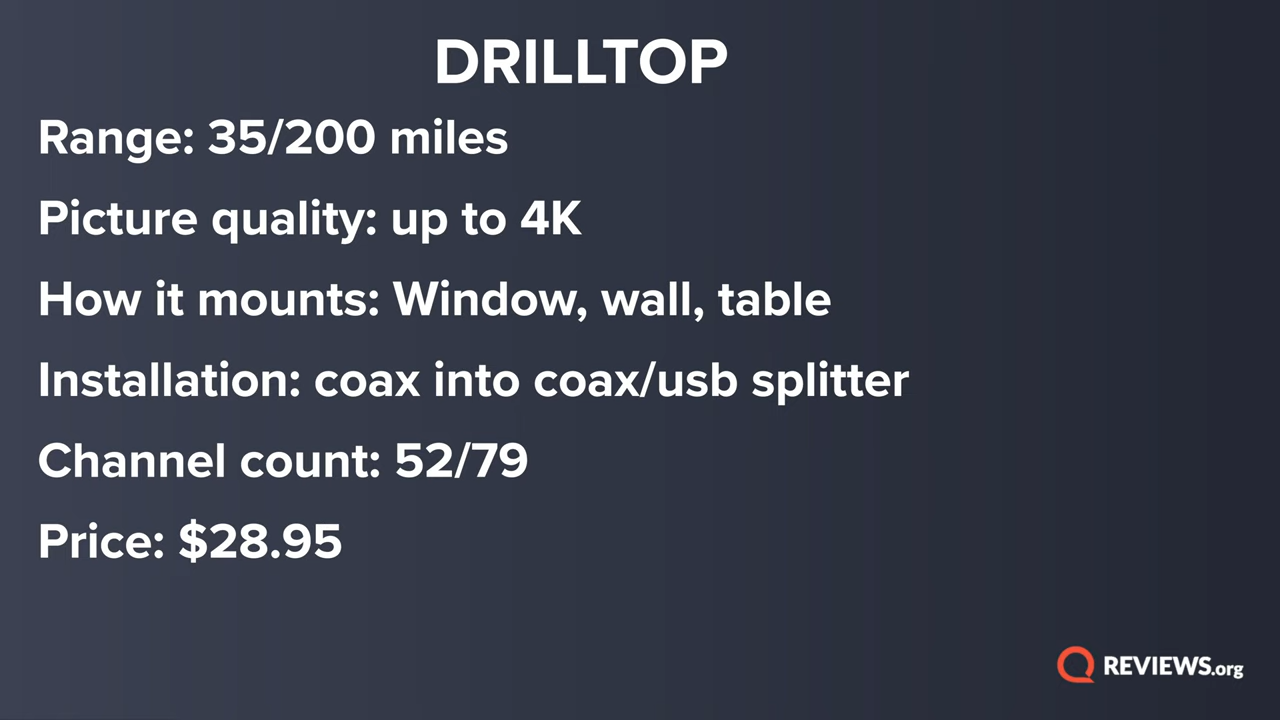 DRILLTOP
Range: 35/200 miles
Picture quality: up to 4K
How it mounts: Window, wall, table
Installation: coax into coax/usb splitter
Channel count: 52/79
Price: $28.95
REVIEWS.org